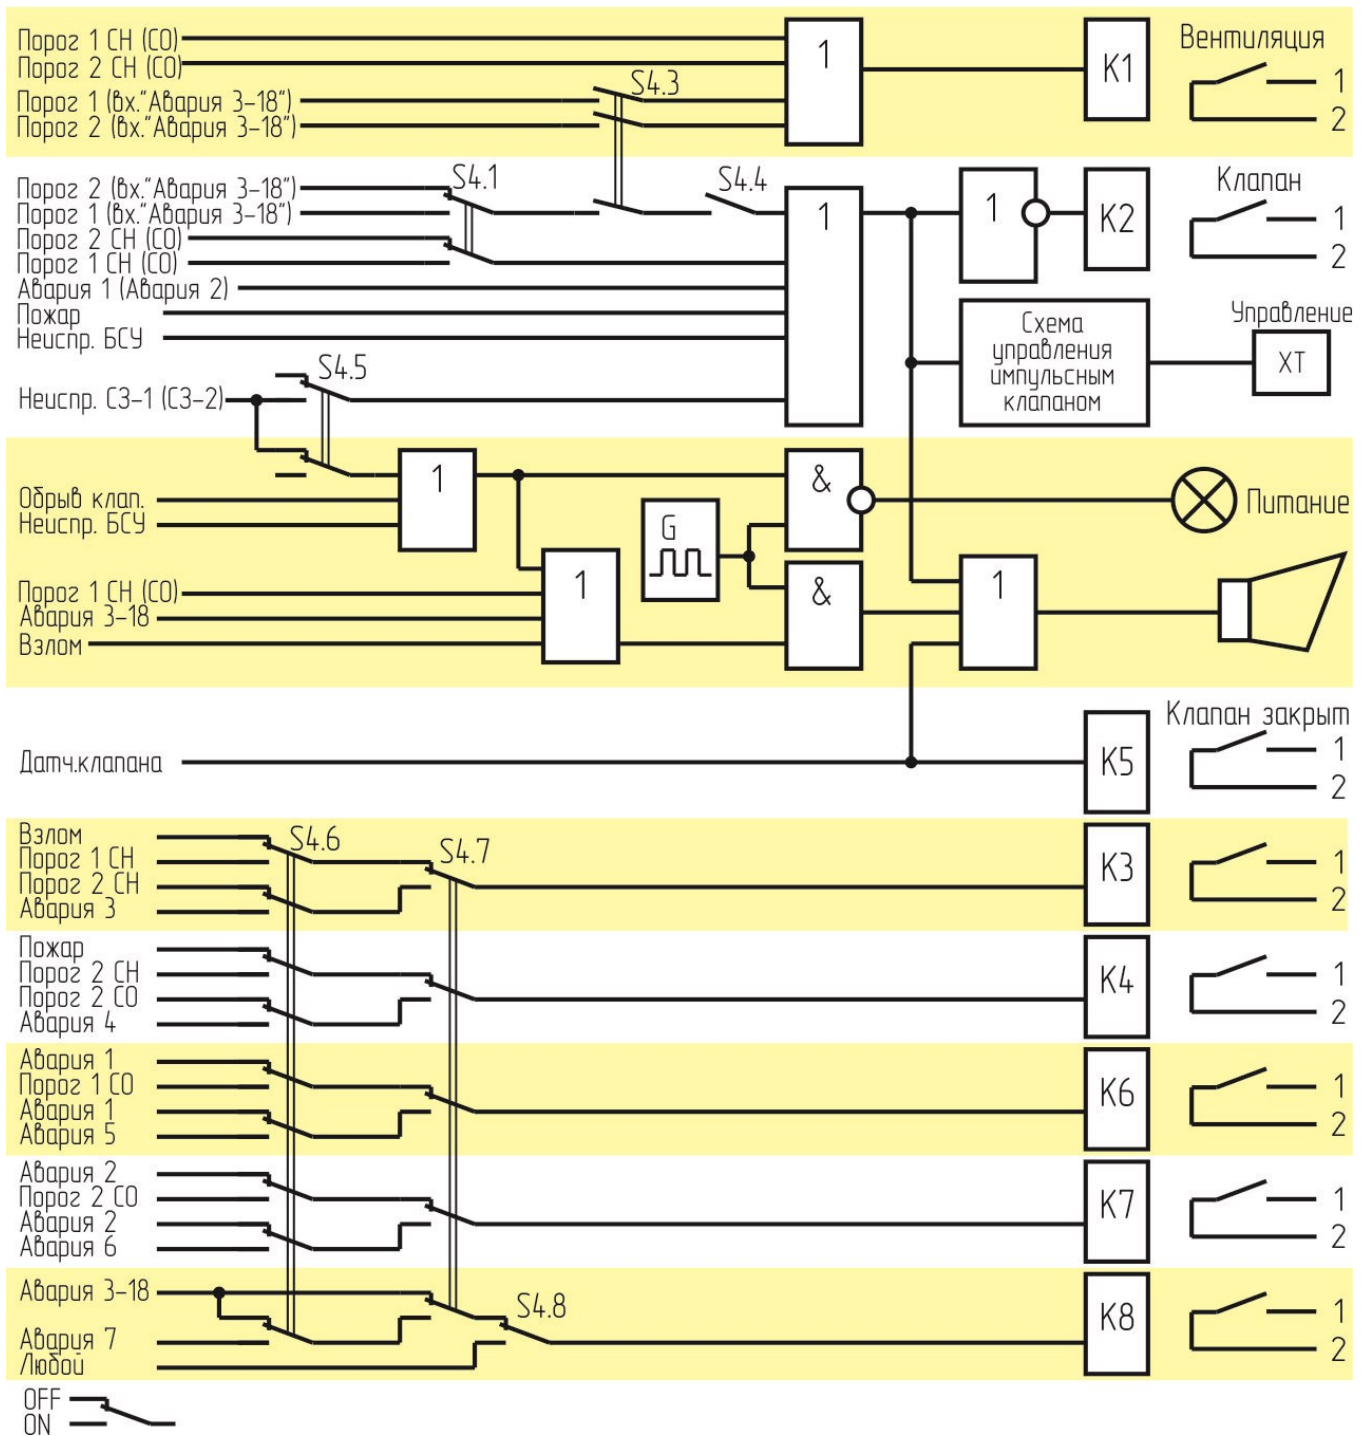 Порог 1 СН (СО)
Порог 2 СН (СО)
Порог 1 (вх."Авария 3-18")
Порог 2 (вх."Авария 3-18")
S4.3
1
К1
Вентиляция
1
2
Порог 2 (вх."Авария 3-18")
Порог 1 (вх."Авария 3-18")
Порог 2 СН (СО)
Порог 1 СН (СО)
Авария 1 (Авария 2)
Пожар
Неиспр. БСУ
S4.1
S4.4
1
1
К2
Клапан
1
2
Схема
управления
импульсным
клапаном
Управление
ХТ
S4.5
Неиспр. СЗ-1 (СЗ-2)
Обрыв клап.
Неиспр. БСУ
1
G
&
Питание
Порог 1 СН (СО)
Авария 3-18
Взлом
1
&
1
Датч.клапана
К5
Клапан закрыт
1
2
Взлом
Порог 1 СН
Порог 2 СН
Авария 3
S4.6
S4.7
К3
1
2
Пожар
Порог 2 СН
Порог 2 СО
Авария 4
К4
1
2
Авария 1
Порог 1 СО
Авария 1
Авария 5
К6
1
2
Авария 2
Порог 2 СО
Авария 2
Авария 6
К7
1
2
Авария 3-18
Авария 7
Любой
S4.8
К8
1
2
OFF
ON